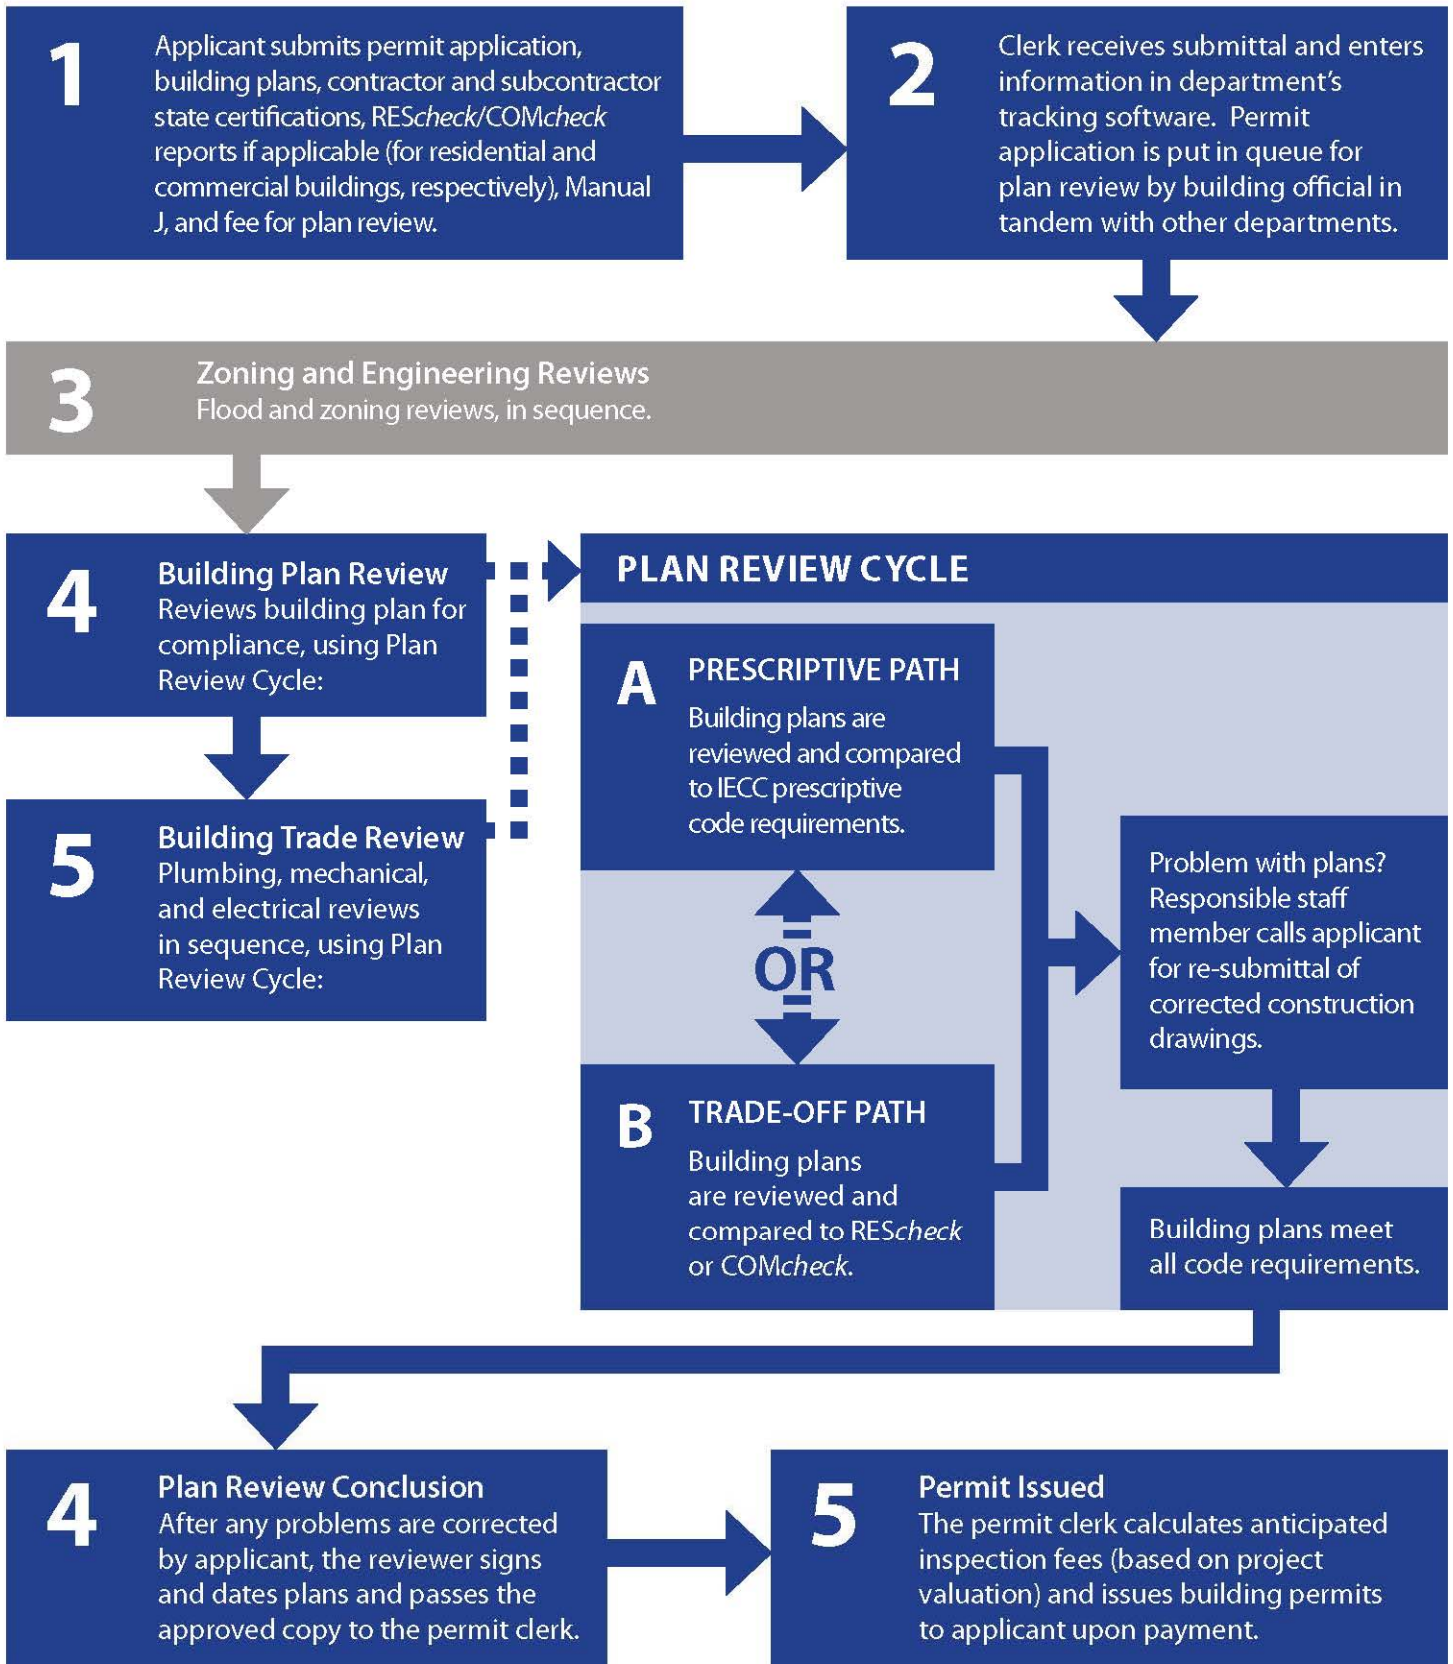 1
Applicant submits permit application,
building plans, contractor and subcontractor
state certifications, REScheck/COMcheck
reports if applicable (for residential and
commercial buildings, respectively), Manual
J, and fee for plan review.
2
Clerk receives submittal and enters
information in department’s
tracking software.  Permit
application is put in queue for
plan review by building official in
tandem with other departments.
3
Zoning and Engineering Reviews
Flood and zoning reviews, in sequence.
4
Building Plan Review
Reviews building plan for
compliance, using Plan
Review Cycle:
5
Building Trade Review
Plumbing, mechanical,
and electrical reviews
in sequence, using Plan
Review Cycle:
PLAN REVIEW CYCLE
A
PRESCRIPTIVE PATH
Building plans are
reviewed and compared
to IECC prescriptive
code requirements.
OR
B
TRADE-OFF PATH
Building plans
are reviewed and
compared to REScheck
or COMcheck.
Problem with plans?
Responsible staff
member calls applicant
for re-submittal of
corrected construction
drawings.
Building plans meet
all code requirements.
4
Plan Review Conclusion
After any problems are corrected
by applicant, the reviewer signs
and dates plans and passes the
approved copy to the permit clerk.
5
Permit Issued
The permit clerk calculates anticipated
inspection fees (based on project
valuation) and issues building permits
to applicant upon payment.